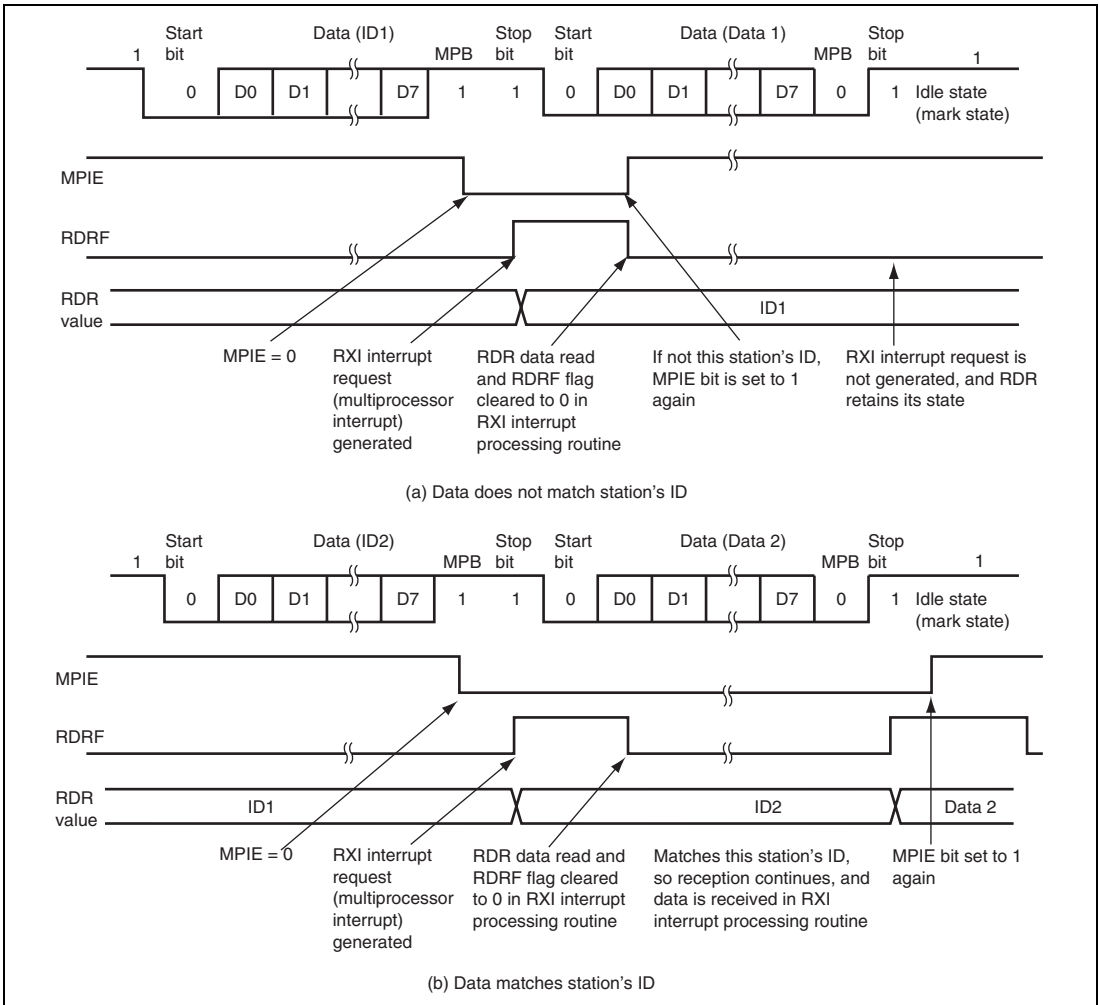 Start Data (ID1) Stop Start Data (Data 1) Stop
1 bit MPB bit bit MPB bit 1
0 D0 D1 D7 1 1 0 D0 D1 D7 0 1 Idle state
(mark state)
MPIE
RDRF
RDR
value
ID1
MPIE = 0
RXI interrupt
request
(multiprocessor
interrupt)
generated
RDR data read
and RDRF flag
cleared to 0 in
RXI interrupt
processing routine
If not this station's ID,
MPIE bit is set to 1
again
RXI interrupt request is
not generated, and RDR
retains its state
(a) Data does not match station's ID
Start Data (ID2) Stop Start Data (Data 2) Stop
1 bit MPB bit bit MPB bit 1
0 D0 D1 D7 1 1 0 D0 D1 D7 0 1 Idle state
(mark state)
MPIE
RDRF
RDR
value
ID1 ID2 Data 2
MPIE = 0
RXI interrupt
request
(multiprocessor
interrupt)
generated
RDR data read and
RDRF flag cleared
to 0 in RXI interrupt
processing routine
Matches this station's ID,
so reception continues, and
data is received in RXI
interrupt processing routine
MPIE bit set to 1
again
(b) Data matches station's ID